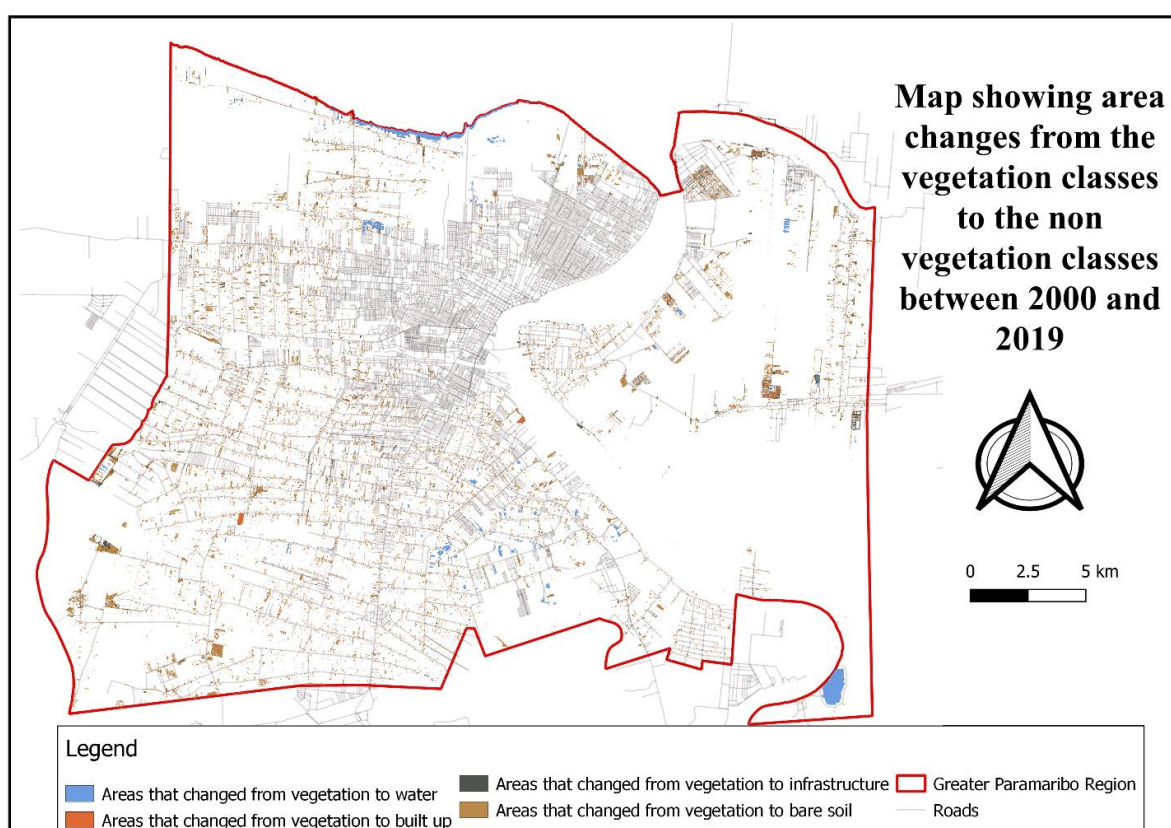 Map showing area
changes from the
vegetation classes
to the non
vegetation classes
between 2000 and
2019
0 2.5 5 km
Legend
Areas that changed from vegetation to water
Areas that changed from vegetation to built up
Areas that changed from vegetation to infrastructure
Areas that changed from vegetation to bare soil
Greater Paramaribo Region
Roads